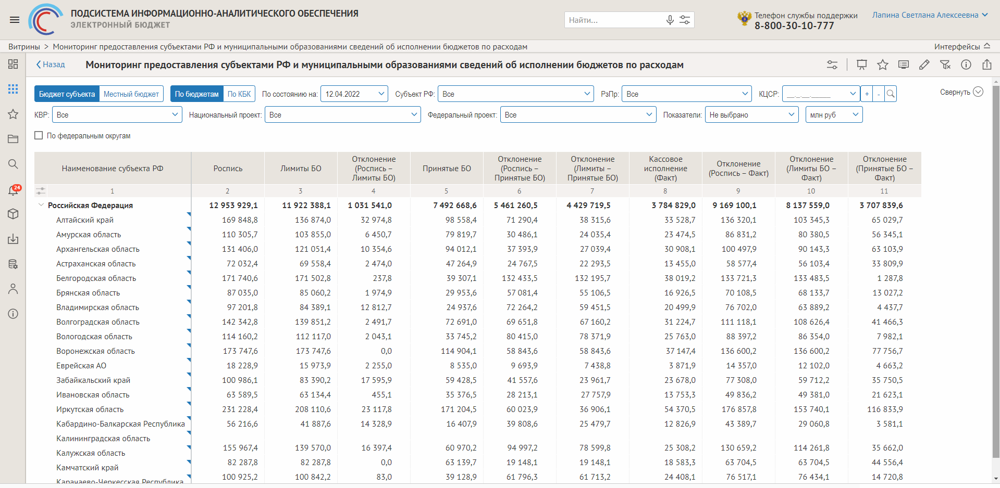 ПОДСИСТЕМА ИНФОРМАЦИОННО-АНАЛИТИЧЕСКОГО ОБЕСПЕЧЕНИЯ
ЭЛЕКТРОННЫЙ БЮДЖЕТ
Найти...
Телефон службы поддержки
8-800-30-10-777
Лапина Светлана Алексеевна
Витрины > Мониторинг предоставления субъектами РФ и муниципальными образованиями сведений об исполнении бюджетов по расходам
Интерфейсы
Назад
Мониторинг предоставления субъектами РФ и муниципальными образованиями сведений об исполнении бюджетов по расходам
Бюджет субъекта Местный бюджет По бюджетам По КБК По состоянию на: 12.04.2022 Субъект РФ: Все РзПр: Все КЦСР: __._.__._____ + - Свернуть
КВР: Все Национальный проект: Все Федеральный проект: Все Показатели: Не выбрано млн руб
По федеральным округам
Наименование субъекта РФ
Роспись
Лимиты БО
Отклонение
(Роспись –
Лимиты БО)
Принятые БО
Отклонение
(Роспись –
Принятые БО)
Отклонение
(Лимиты –
Принятые БО)
Кассовое
исполнение
(Факт)
Отклонение
(Роспись – Факт)
Отклонение
(Лимиты БО –
Факт)
Отклонение
(Принятые БО –
Факт)
1 2 3 4 5 6 7 8 9 10 11
Российская Федерация 12 953 929,1 11 922 388,1 1 031 541,0 7 492 668,6 5 461 260,5 4 429 719,5 3 784 829,0 9 169 100,1 8 137 559,0 3 707 839,6
Алтайский край 169 848,8 136 874,0 32 974,8 98 558,4 71 290,4 38 315,6 33 528,7 136 320,1 103 345,3 65 029,7
Амурская область 110 305,7 103 855,0 6 450,7 79 819,7 30 486,1 24 035,4 23 474,5 86 831,2 80 380,5 56 345,1
Архангельская область 131 406,0 121 051,4 10 354,6 94 012,1 37 393,9 27 039,4 30 908,1 100 497,9 90 143,3 63 103,9
Астраханская область 72 032,4 69 558,4 2 474,0 47 264,9 24 767,5 22 293,5 13 455,0 58 577,4 56 103,4 33 809,9
Белгородская область 171 740,6 171 502,8 237,8 39 307,1 132 433,5 132 195,7 38 019,2 133 721,3 133 483,5 1 287,8
Брянская область 87 035,0 85 060,2 1 974,9 29 953,6 57 081,4 55 106,5 16 926,5 70 108,5 68 133,7 13 027,2
Владимирская область 97 201,8 84 389,1 12 812,7 24 937,6 72 264,2 59 451,5 20 499,9 76 702,0 63 889,2 4 437,7
Волгоградская область 142 342,8 139 851,2 2 491,7 72 691,0 69 651,8 67 160,2 31 224,7 111 118,1 108 626,4 41 466,3
Вологодская область 114 160,2 112 117,0 2 043,1 33 745,2 80 415,0 78 371,9 25 763,0 88 397,2 86 354,0 7 982,1
Воронежская область 173 747,6 173 747,6 0,0 114 904,1 58 843,6 58 843,6 37 147,4 136 600,2 136 600,2 77 756,7
Еврейская АО 18 228,9 15 973,9 2 255,0 8 535,0 9 693,9 7 438,8 3 871,9 14 357,0 12 102,0 4 663,2
Забайкальский край 100 986,1 83 390,2 17 595,9 59 428,5 41 557,6 23 961,7 23 678,0 77 308,0 59 712,2 35 750,5
Ивановская область 63 589,5 63 134,4 455,1 35 376,5 28 213,1 27 757,9 13 753,3 49 836,2 49 381,0 21 623,1
Иркутская область 231 228,4 208 110,6 23 117,8 171 204,5 60 023,9 36 906,1 54 370,5 176 857,8 153 740,1 116 833,9
Кабардино-Балкарская Республика 56 216,6 41 887,6 14 328,9 16 407,9 39 808,6 25 479,7 12 826,9 43 389,7 29 060,8 3 581,1
Калининградская область
155 967,4 139 570,0 16 397,4 60 970,2 94 997,2 78 599,8 25 308,2 130 659,2 114 261,8 35 662,0
Калужская область
82 287,8 82 287,8 0,0 63 139,7 19 148,1 19 148,1 18 583,3 63 704,5 63 704,5 44 556,4
Камчатский край
100 925,2 100 842,2 83,0 39 128,9 61 796,3 61 713,2 24 408,1 76 517,1 76 434,1 14 720,8
Карачаево-Черкесская Республика
24